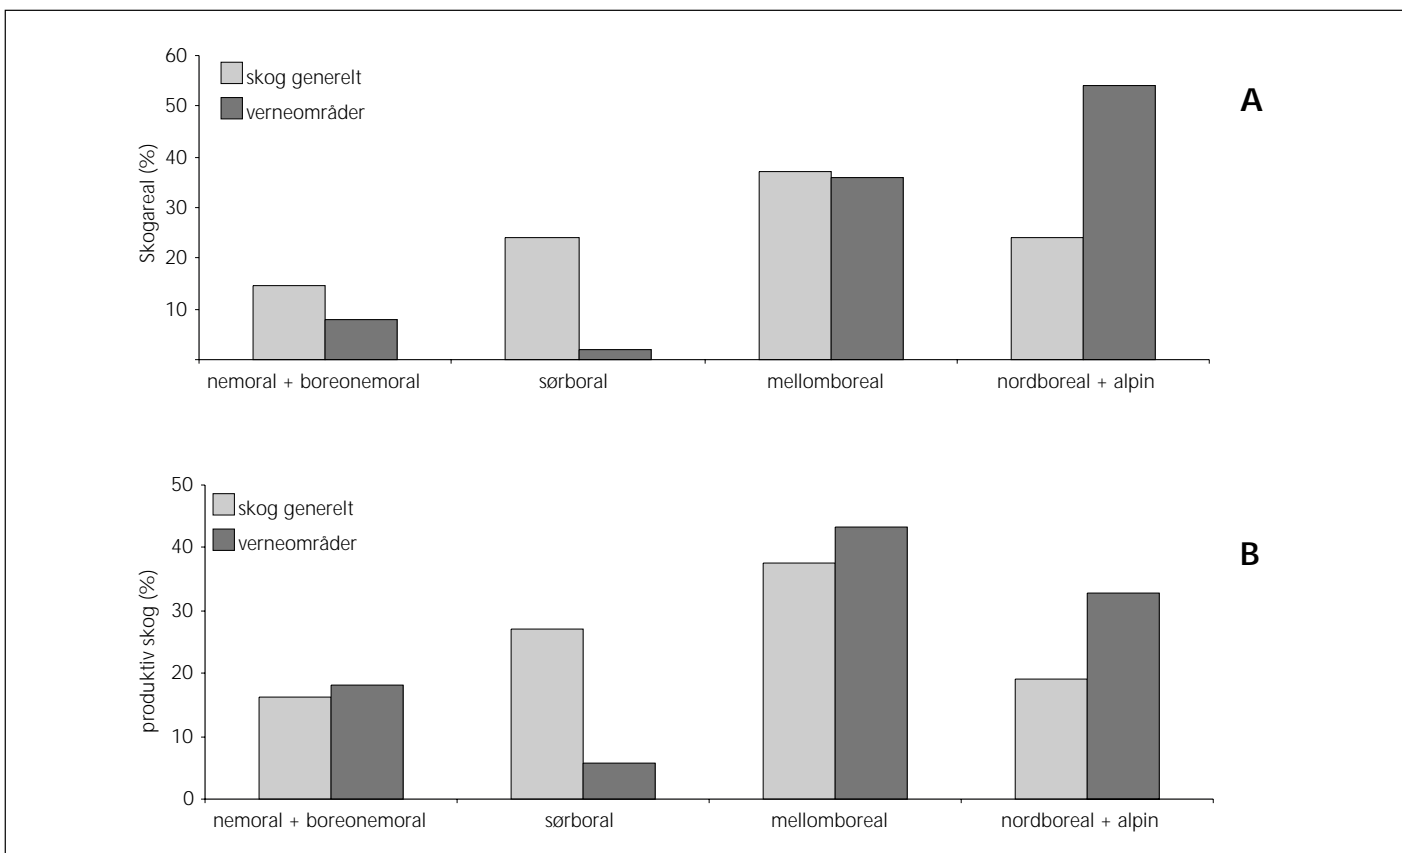 60
50
40
30
20
10
Skogareal (%)
skog generelt
verneområder
A
nemoral + boreonemoral
sørboral
mellomboreal
nordboreal + alpin
50
40
30
20
10
0
produktiv skog (%)
skog generelt
verneområder
B
nemoral + boreonemoral
sørboral
mellomboreal
nordboreal + alpin